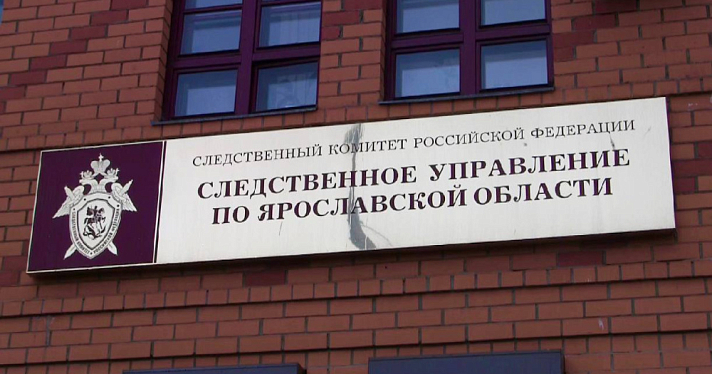 СЛЕДСТВЕННЫЙ КОМИТЕТ РОССИЙСКОЙ ФЕДЕРАЦИИ
СЛЕДСТВЕННОЕ УПРАВЛЕНИЕ
ПО ЯРОСЛАВСКОЙ ОБЛАСТИ